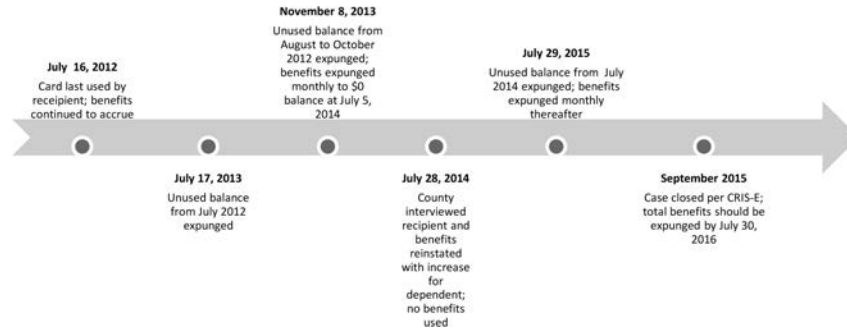 July  16, 2012
Card last used by
receipient; benefits
continued to accrue
July 17, 2013
Unused balance
from July 2012
expunged
November 8, 2013
Unused balance from
August to October
2012 expunged;
benefits expunged
monthly to $0
balance at July 5,
2014
July 28, 2014
County
interviewed
recipient and
benefits
reinstated
with increase
for
dependent;
no benefits
used
July 29, 2015
Unused balance from  July
2014 expunged; benefits
expunged monthly
thereafter
September 2015
Case closed per CRIS-E;
total benefits should be
expunged by July 30,
2016